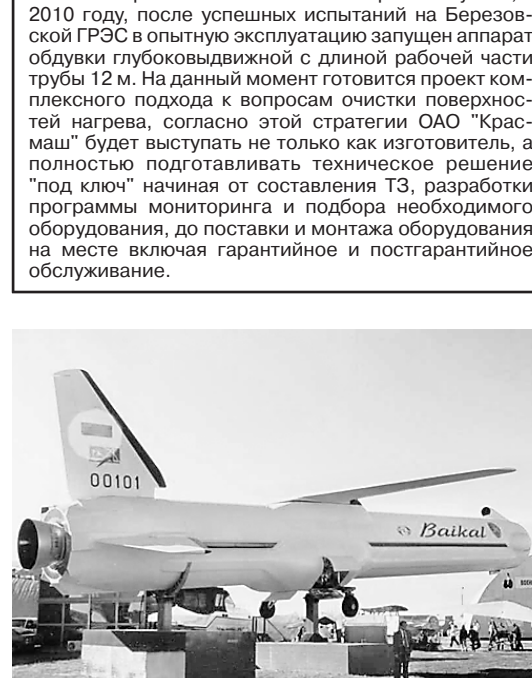 2010 году, после успешных испытаний на Березов-
ской ГРЭС в опытную эксплуатацию запущен аппарат
обдувки глубоковыдвижной с длиной рабочей части
трубы 12 м. На данный момент готовится проект ком-
плексного подхода к вопросам очистки поверхнос-
тей нагрева, согласно этой стратегии ОАО "Крас-
маш" будет выступать не только как изготовитель, а
полностью подготавливать техническое решение
"под ключ" начиная от составления ТЗ, разработки
программы мониторинга и подбора необходимого
оборудования, до поставки и монтажа оборудования
на месте включая гарантийное и постгарантийное
обслуживание.
00101
Baikal